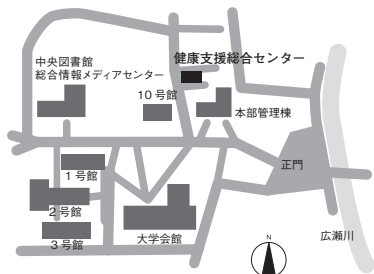 健康支援総合センター
中央図書館
総合情報メディアセンター
10号館
本部管理棟
1号館
正門
2号館
大学会館
3号館
広瀬川
N